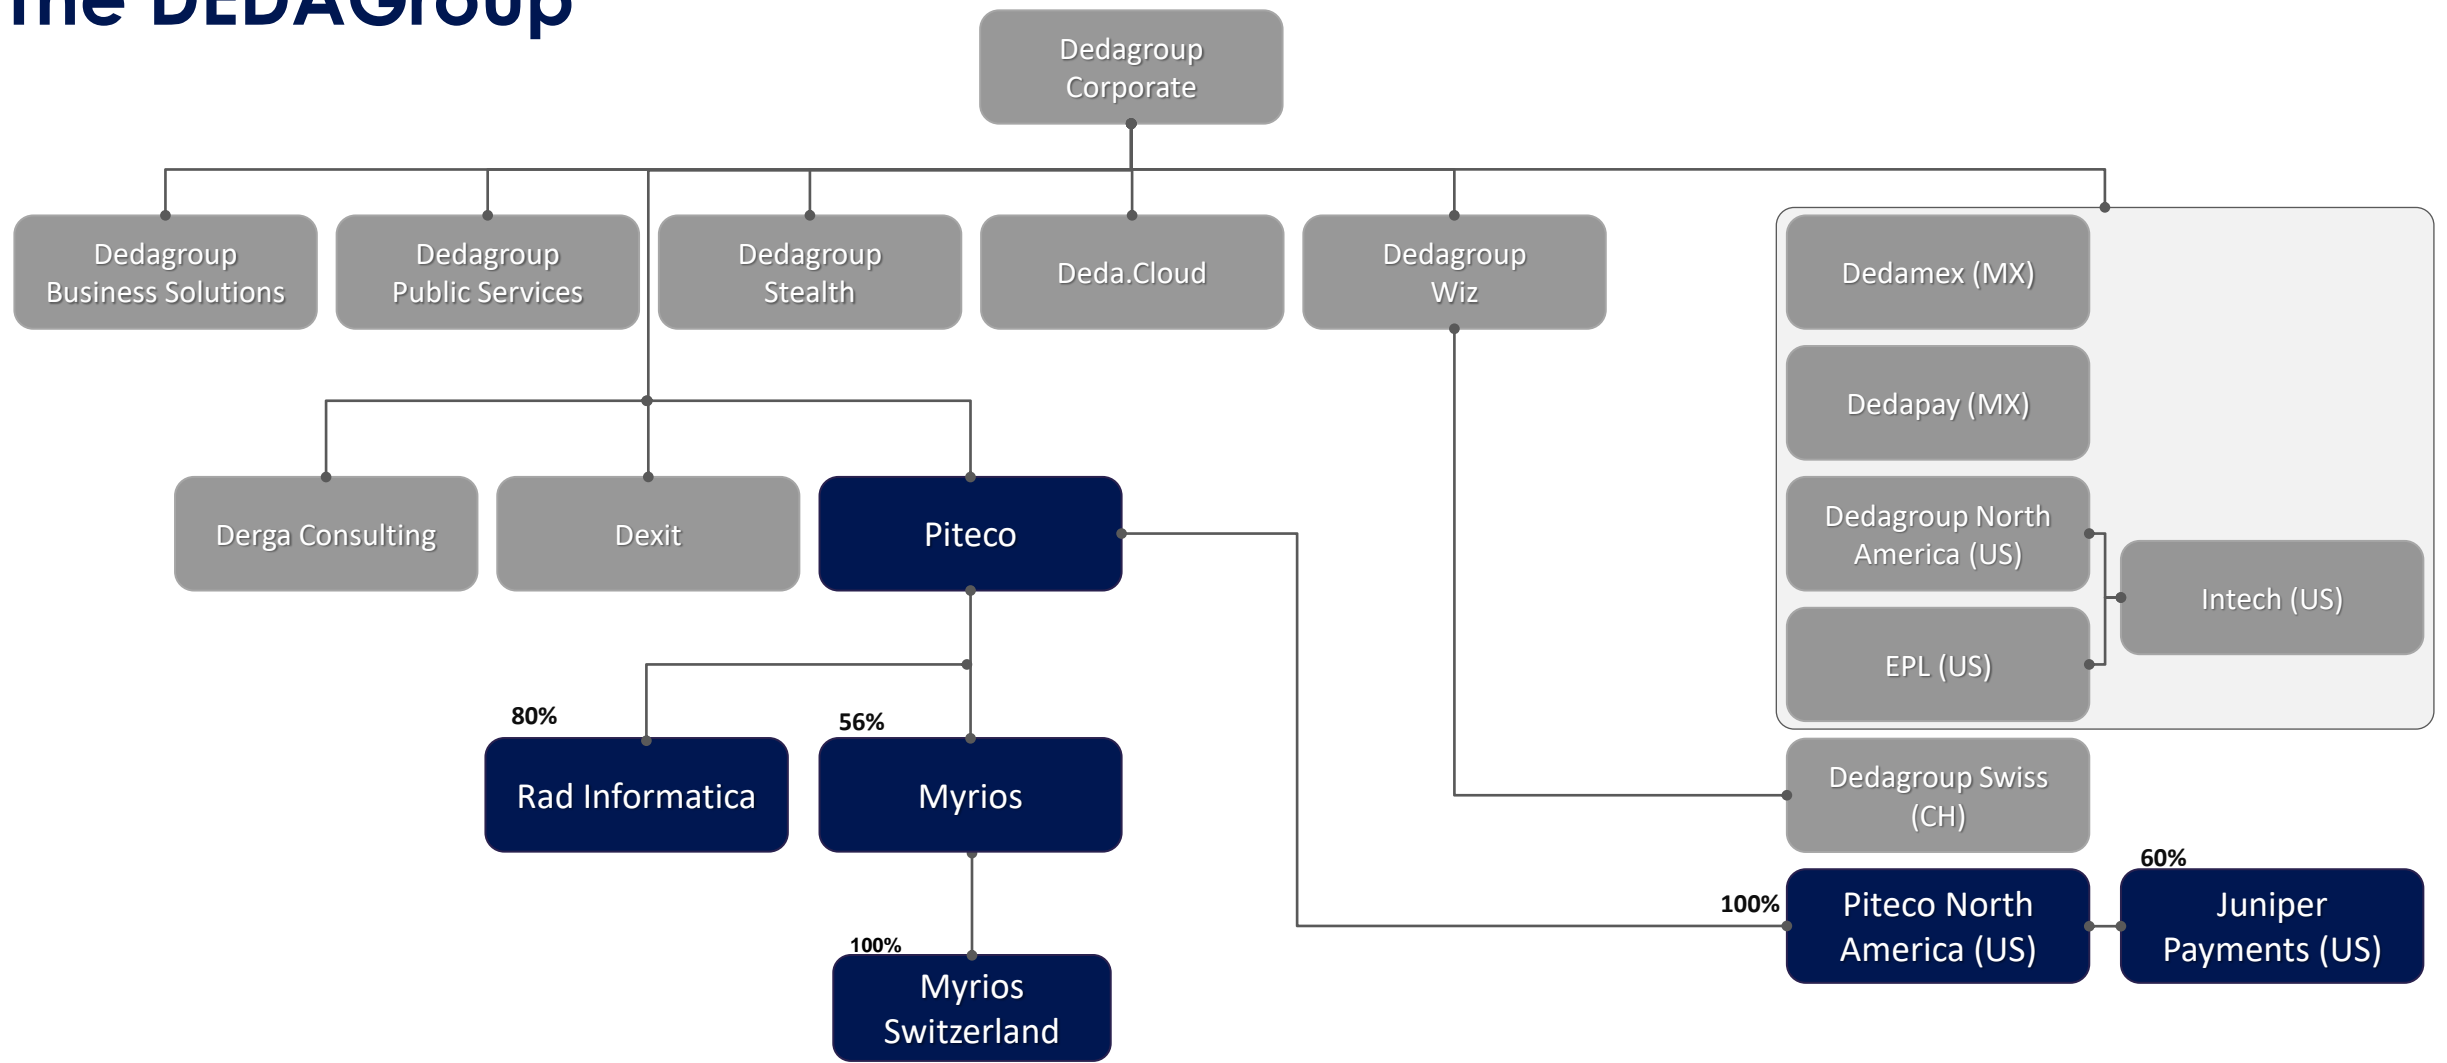 The DEDAGroup
Dedagroup
Corporate
Dedagroup
Business Solutions
Dedagroup
Public Services
Dedagroup
Stealth
Deda.Cloud
Dedagroup
Wiz
Dedamex (MX)
Dedapay (MX)
Derga Consulting
Dexit
Piteco
Dedagroup North
America (US)
Intech (US)
EPL (US)
80%
56%
Rad Informatica
Myrios
Dedagroup Swiss
(CH)
60%
100%
Piteco North
America (US)
Juniper
Payments (US)
100%
Myrios
Switzerland